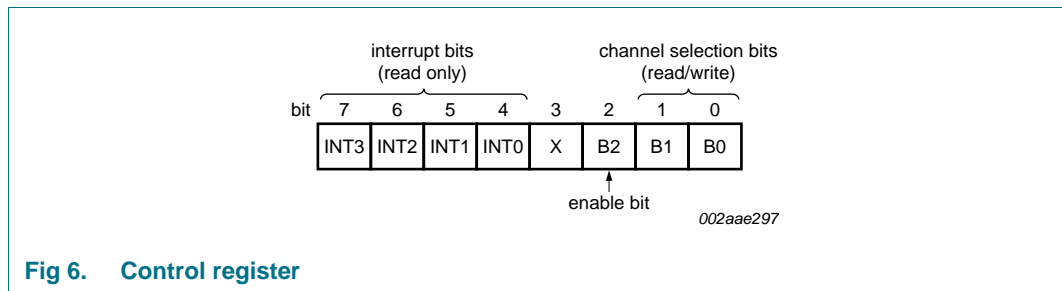 interrupt bits channel selection bits
(read only) (read/write)
bit 7 6 5 4 3 2 1 0
INT3 INT2 INT1 INT0 X B2 B1 B0
enable bit
002aae297
Fig 6. Control register